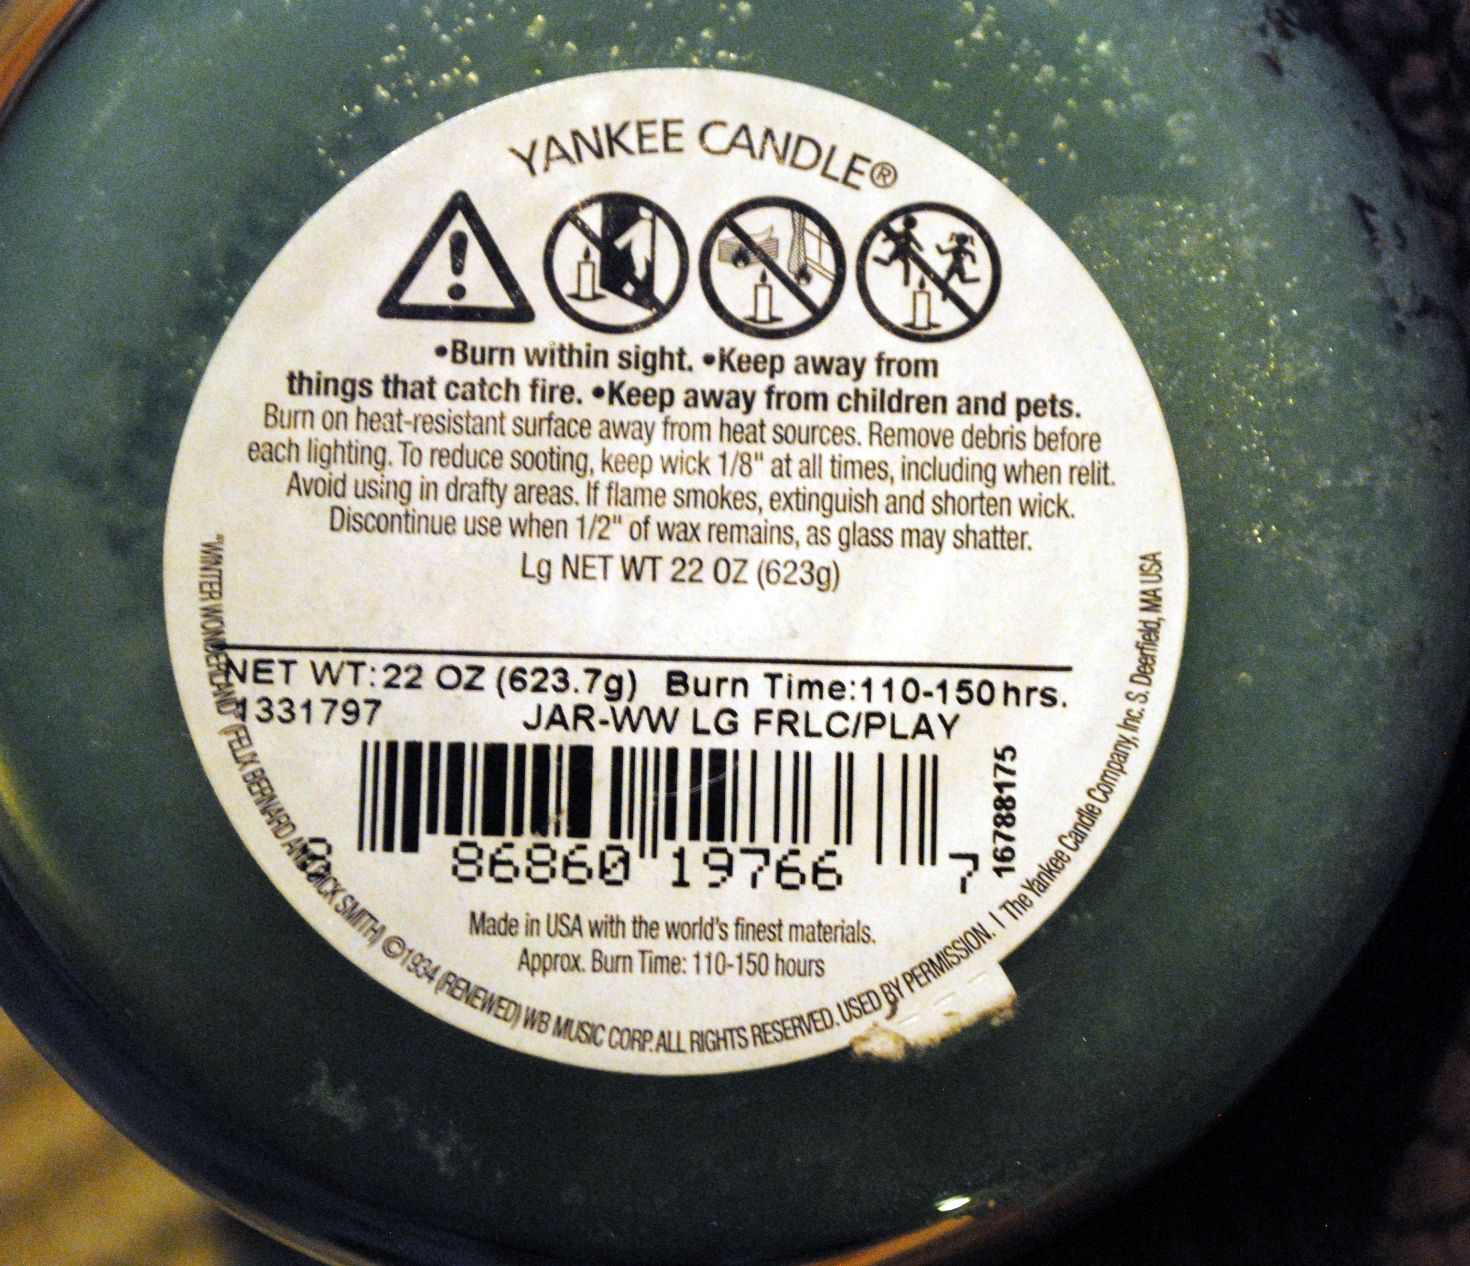 YANKEE CANDLE®
•Burn within sight. •Keep away from
things that catch fire. •Keep away from children and pets.
Burn on heat-resistant surface away from heat sources. Remove debris before
each lighting. To reduce sooting, keep wick 1/8" at all times, including when relit.
Avoid using in drafty areas. If flame smokes, extinguish and shorten wick.
Discontinue use when 1/2" of wax remains, as glass may shatter.
Lg NET WT 22 OZ (623g)
NET WT:22 OZ (623.7g) Burn Time:110-150hrs.
1331797 JAR-WW LG FRLC/PLAY
16788175
8 86860 19766 7
Made in USA with the world's finest materials.
Approx. Burn Time: 110-150 hours
"WINTER WONDERLAND" (FELIX BERNARD AND DICK SMITH) ©1934 (RENEWED) WB MUSIC CORP. ALL RIGHTS RESERVED. USED BY PERMISSION. | The Yankee Candle Company, Inc. S. Deerfield, MA USA